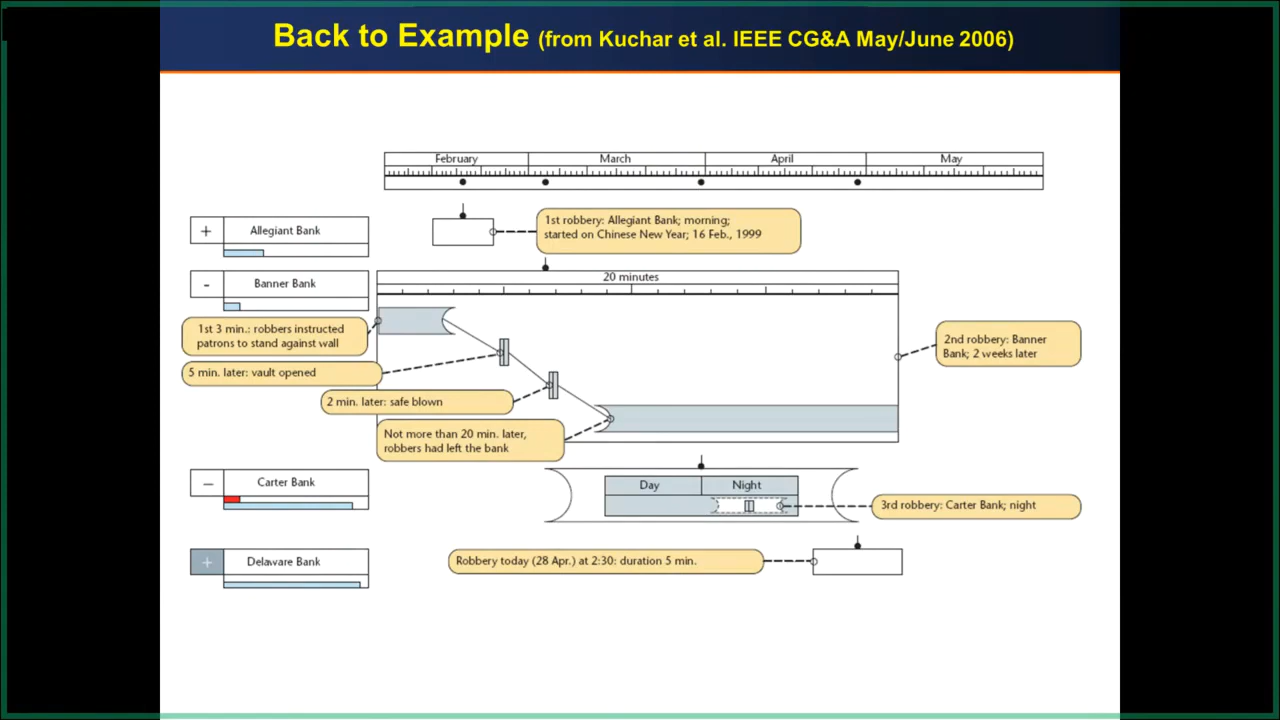 Back to Example (from Kuchar et al. IEEE CG&A May/June 2006)
February March April May
+ Allegiant Bank
1st robbery: Allegiant Bank; morning;
started on Chinese New Year; 16 Feb., 1999
- Banner Bank
20 minutes
1st 3 min.: robbers instructed
patrons to stand against wall
5 min. later: vault opened
2 min. later: safe blown
Not more than 20 min. later,
robbers had left the bank
2nd robbery: Banner
Bank; 2 weeks later
– Carter Bank
Day Night
3rd robbery: Carter Bank; night
+ Delaware Bank
Robbery today (28 Apr.) at 2:30: duration 5 min.